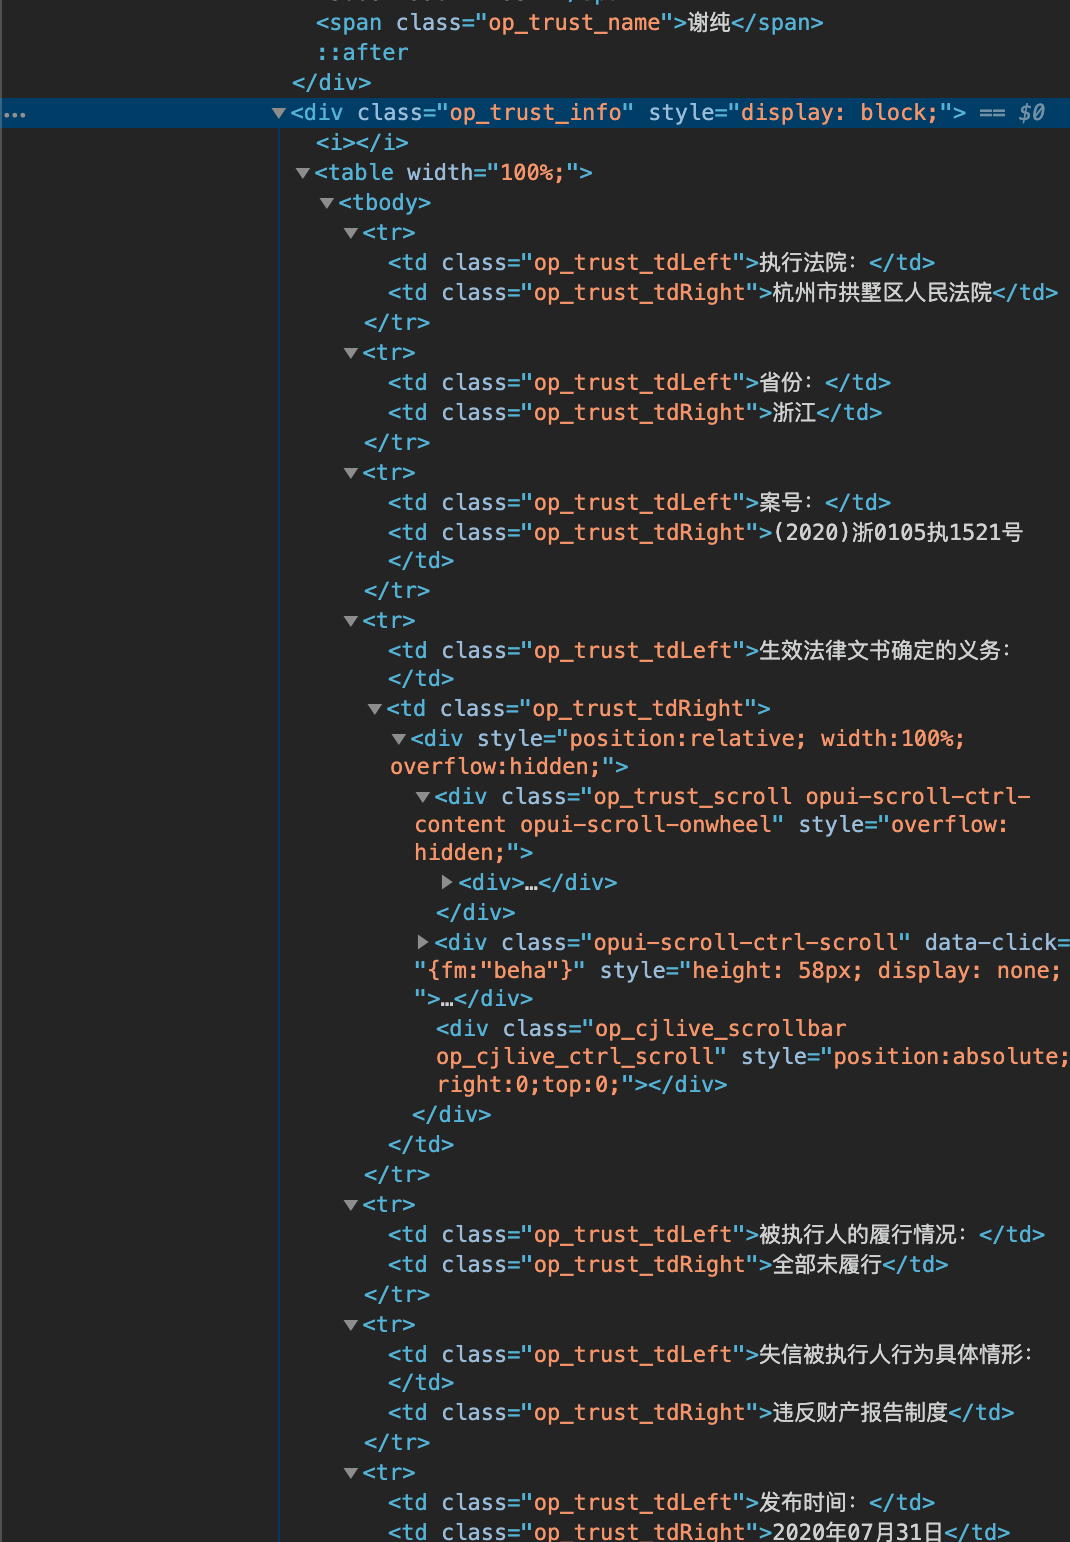 <span class="op_trust_name">谢纯</span>
::after
</div>
… ▼<div class="op_trust_info" style="display: block;"> == $0
<i></i>
▼<table width="100%;">
▼<tbody>
▼<tr>
<td class="op_trust_tdLeft">执行法院：</td>
<td class="op_trust_tdRight">杭州市拱墅区人民法院</td>
</tr>
▼<tr>
<td class="op_trust_tdLeft">省份：</td>
<td class="op_trust_tdRight">浙江</td>
</tr>
▼<tr>
<td class="op_trust_tdLeft">案号：</td>
<td class="op_trust_tdRight">(2020)浙0105执1521号
</td>
</tr>
▼<tr>
<td class="op_trust_tdLeft">生效法律文书确定的义务：
</td>
▼<td class="op_trust_tdRight">
▼<div style="position:relative; width:100%;
overflow:hidden;">
▼<div class="op_trust_scroll opui-scroll-ctrl-
content opui-scroll-onwheel" style="overflow:
hidden;">
▶<div>…</div>
</div>
▶<div class="opui-scroll-ctrl-scroll" data-click=
"{fm:"beha"}" style="height: 58px; display: none;
">…</div>
<div class="op_cjlive_scrollbar
op_cjlive_ctrl_scroll" style="position:absolute;
right:0;top:0;"></div>
</div>
</td>
</tr>
▼<tr>
<td class="op_trust_tdLeft">被执行人的履行情况：</td>
<td class="op_trust_tdRight">全部未履行</td>
</tr>
▼<tr>
<td class="op_trust_tdLeft">失信被执行人行为具体情形：
</td>
<td class="op_trust_tdRight">违反财产报告制度</td>
</tr>
▼<tr>
<td class="op_trust_tdLeft">发布时间：</td>
<td class="op_trust_tdRight">2020年07月31日</td>